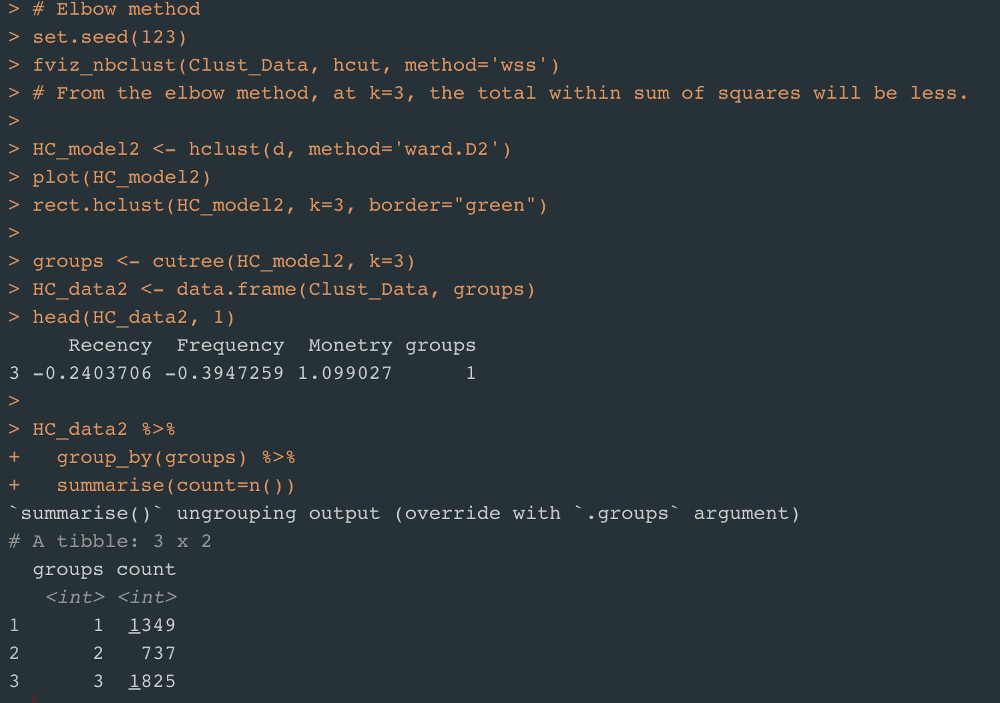 > # Elbow method
> set.seed(123)
> fviz_nbclust(Clust_Data, hcut, method='wss')
> # From the elbow method, at k=3, the total within sum of squares will be less.
>
> HC_model2 <- hclust(d, method='ward.D2')
> plot(HC_model2)
> rect.hclust(HC_model2, k=3, border="green")
>
> groups <- cutree(HC_model2, k=3)
> HC_data2 <- data.frame(Clust_Data, groups)
> head(HC_data2, 1)
     Recency  Frequency  Monetry groups
3 -0.2403706 -0.3947259 1.099027      1
>
> HC_data2 %>%
+   group_by(groups) %>%
+   summarise(count=n())
`summarise()` ungrouping output (override with `.groups` argument)
# A tibble: 3 x 2
  groups count
   <int> <int>
1      1  1349
2      2   737
3      3  1825